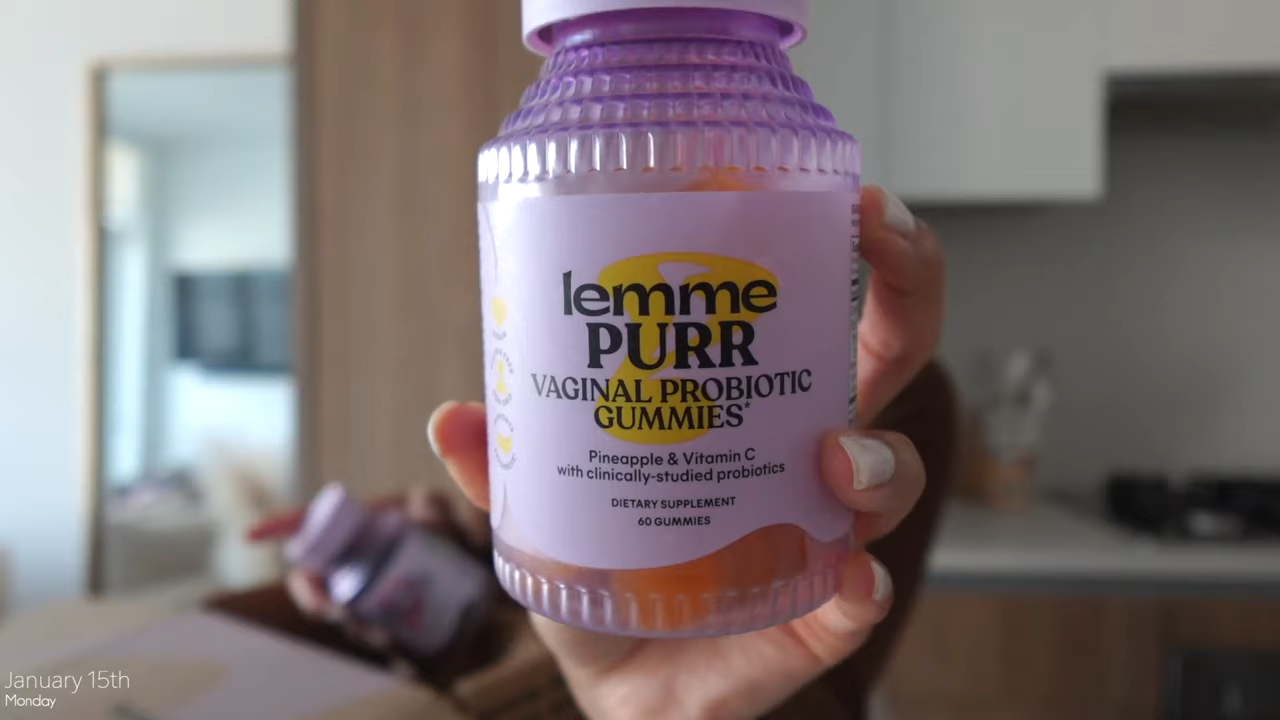 lemme
PURR
VAGINAL PROBIOTIC
GUMMIES*
Pineapple & Vitamin C
with clinically-studied probiotics
DIETARY SUPPLEMENT
60 GUMMIES
January 15th
Monday